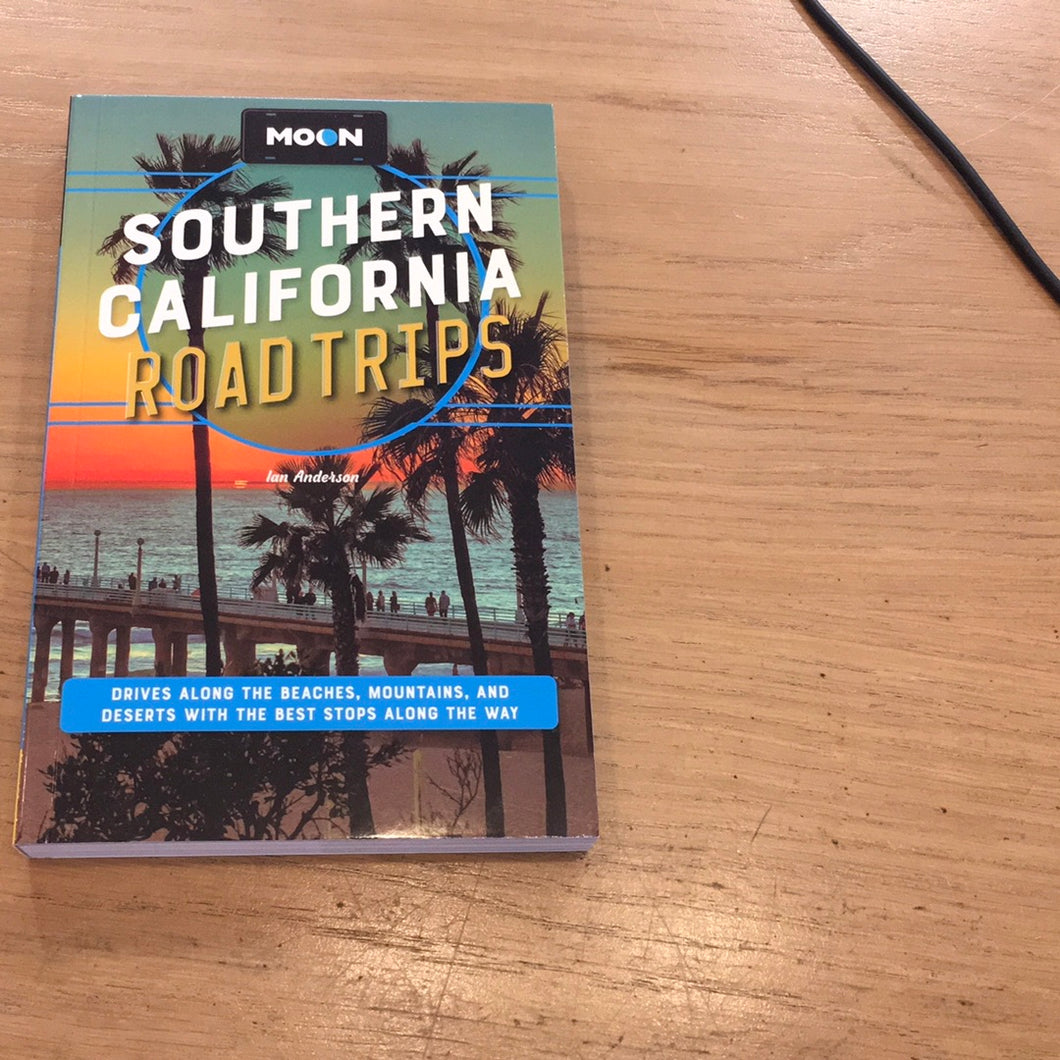 MOON
SOUTHERN
CALIFORNIA
ROAD TRIPS
Ian Anderson
DRIVES ALONG THE BEACHES, MOUNTAINS, AND
DESERTS WITH THE BEST STOPS ALONG THE WAY